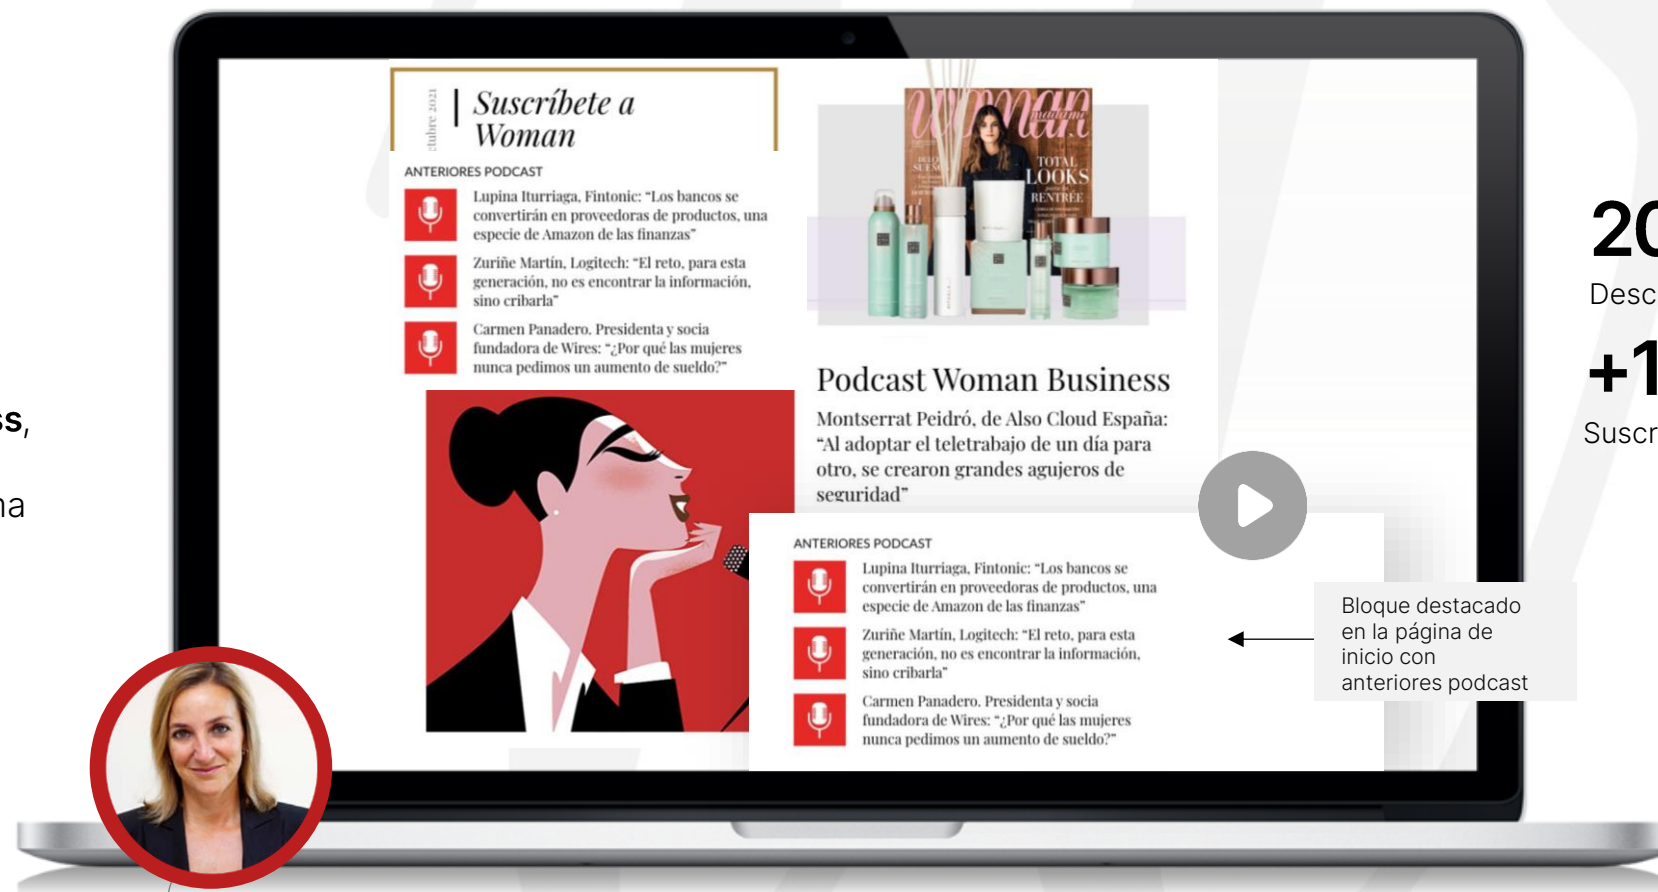 ss,
na
octubre 2021
Suscríbete a
Woman
ANTERIORES PODCAST
Lupina Iturriaga, Fintonic: “Los bancos se
convertirán en proveedoras de productos, una
especie de Amazon de las finanzas”
Zuriñe Martín, Logitech: “El reto, para esta
generación, no es encontrar la información,
sino cribarla”
Carmen Panadero. Presidenta y socia
fundadora de Wires: “¿Por qué las mujeres
nunca pedimos un aumento de sueldo?”
woman
madame
TOTAL
LOOKS
RENTRÉE
Podcast Woman Business
Montserrat Peidró, de Also Cloud España:
“Al adoptar el teletrabajo de un día para
otro, se crearon grandes agujeros de
seguridad”
ANTERIORES PODCAST
Lupina Iturriaga, Fintonic: “Los bancos se
convertirán en proveedoras de productos, una
especie de Amazon de las finanzas”
Zuriñe Martín, Logitech: “El reto, para esta
generación, no es encontrar la información,
sino cribarla”
Carmen Panadero. Presidenta y socia
fundadora de Wires: “¿Por qué las mujeres
nunca pedimos un aumento de sueldo?”
Bloque destacado
en la página de
inicio con
anteriores podcast
20
Desc
+1
Suscr